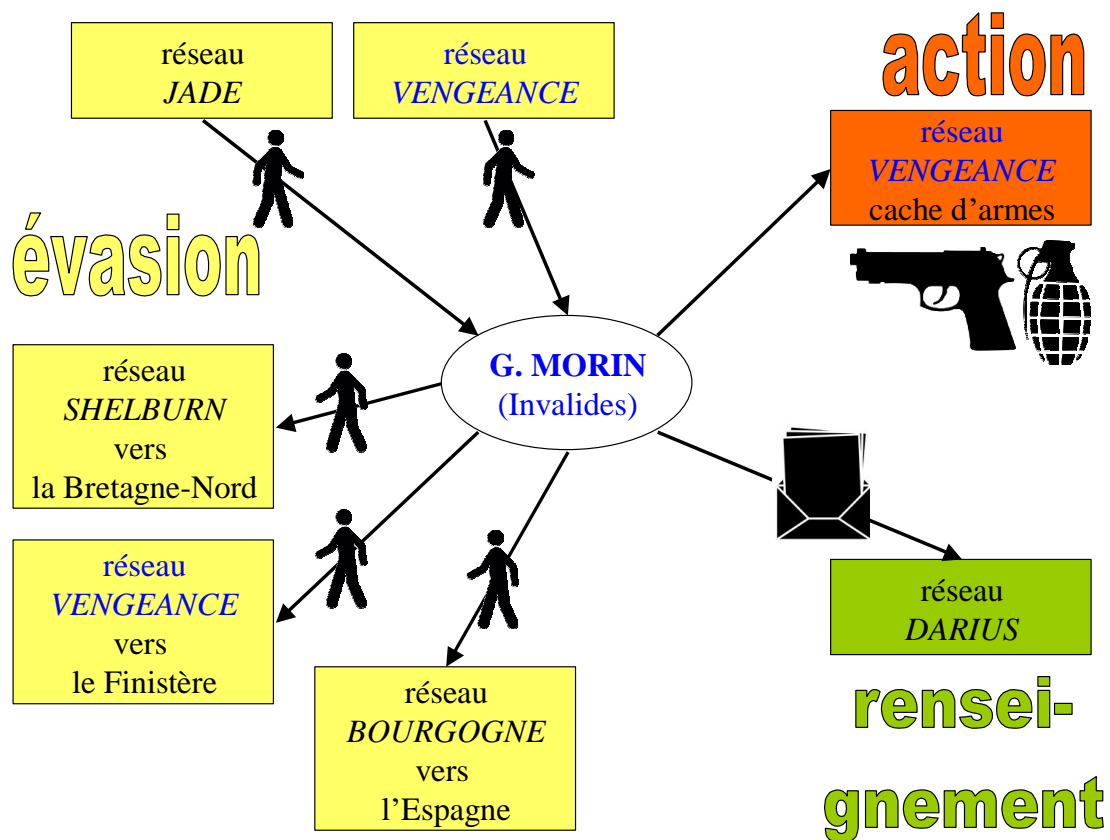 réseau
JADE
réseau
VENGEANCE
action
réseau
VENGEANCE
cache d’armes
évasion
G. MORIN
(Invalides)
réseau
SHELBURN
vers
la Bretagne-Nord
réseau
VENGEANCE
vers
le Finistère
réseau
BOURGOGNE
vers
l’Espagne
réseau
DARIUS
rensei-
gnement